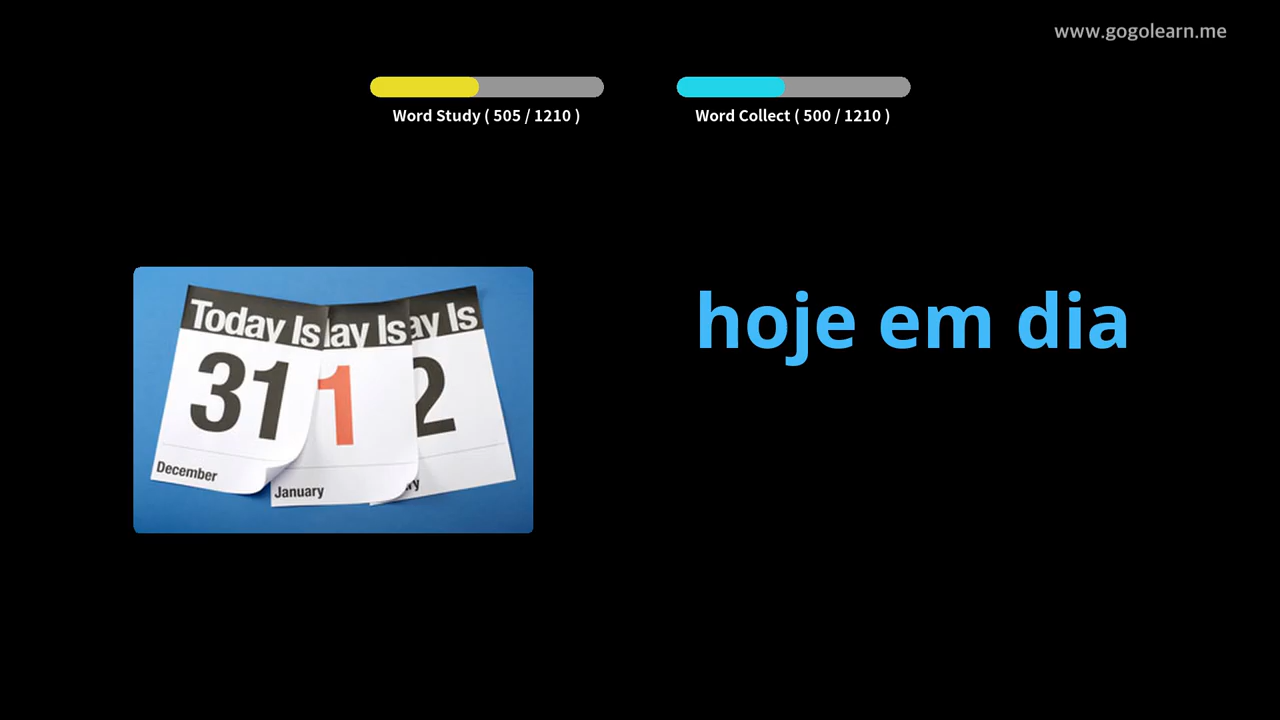 www.gogolearn.me
Word Study ( 505 / 1210 )
Word Collect ( 500 / 1210 )
hoje em dia
Today Is
31
December
ay Is
1
January
ay Is
2
ry